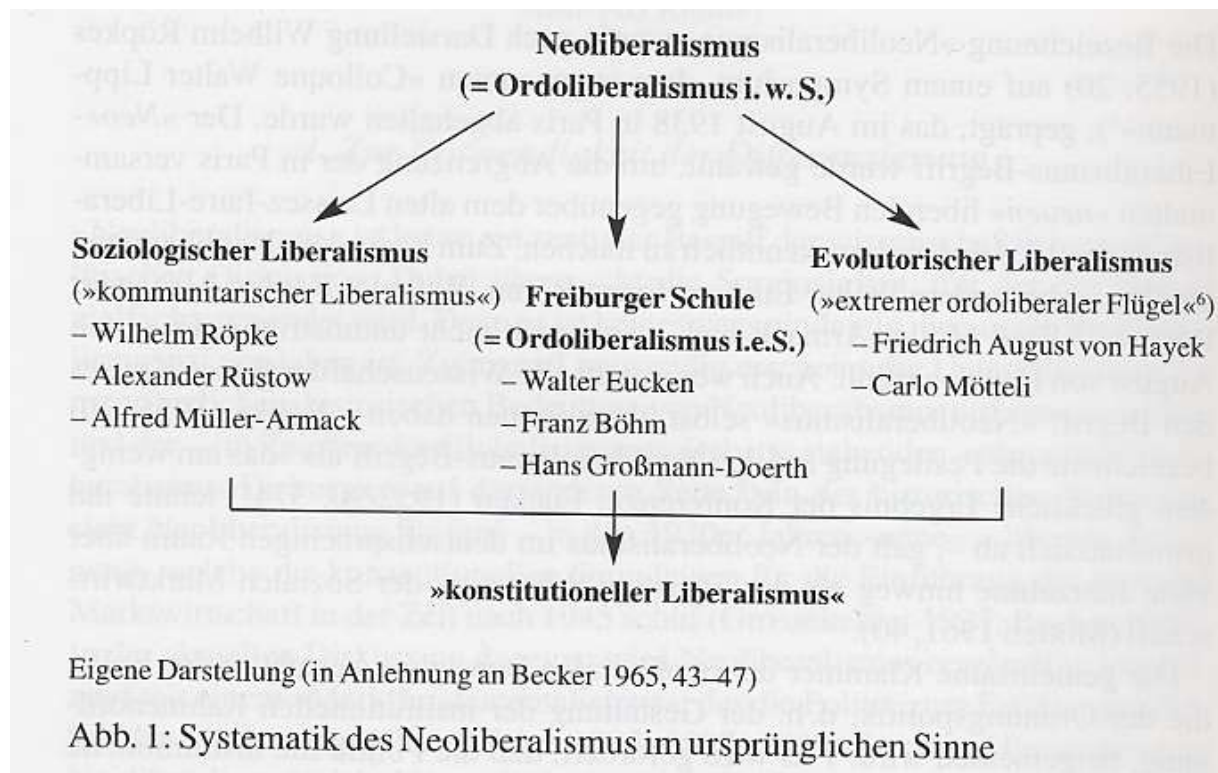 Neoliberalismus
(= Ordoliberalismus i. w. S.)
Soziologischer Liberalismus
(»kommunitarischer Liberalismus«)
– Wilhelm Röpke
– Alexander Rüstow
– Alfred Müller-Armack
Freiburger Schule
(= Ordoliberalismus i.e.S.)
– Walter Eucken
– Franz Böhm
– Hans Großmann-Doerth
Evolutorischer Liberalismus
(»extremer ordoliberaler Flügel«⁶)
– Friedrich August von Hayek
– Carlo Mötteli
»konstitutioneller Liberalismus«
Eigene Darstellung (in Anlehnung an Becker 1965, 43–47)
Abb. 1: Systematik des Neoliberalismus im ursprünglichen Sinne